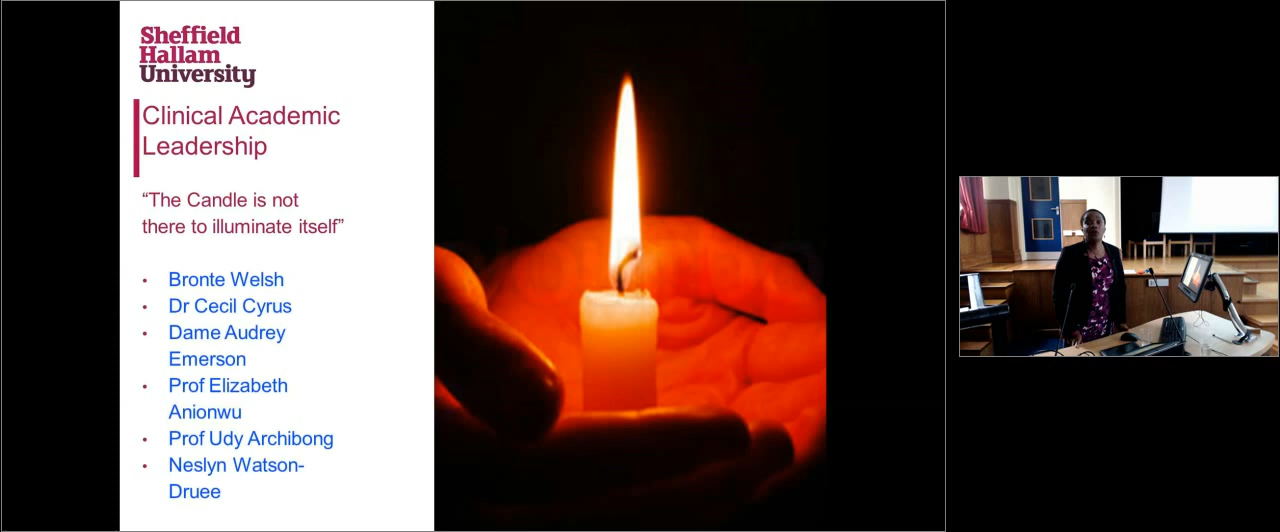 Sheffield
Hallam
University
Clinical Academic
Leadership
“The Candle is not
there to illuminate itself”
• Bronte Welsh
• Dr Cecil Cyrus
• Dame Audrey
Emerson
• Prof Elizabeth
Anionwu
• Prof Udy Archibong
• Neslyn Watson-
Druee